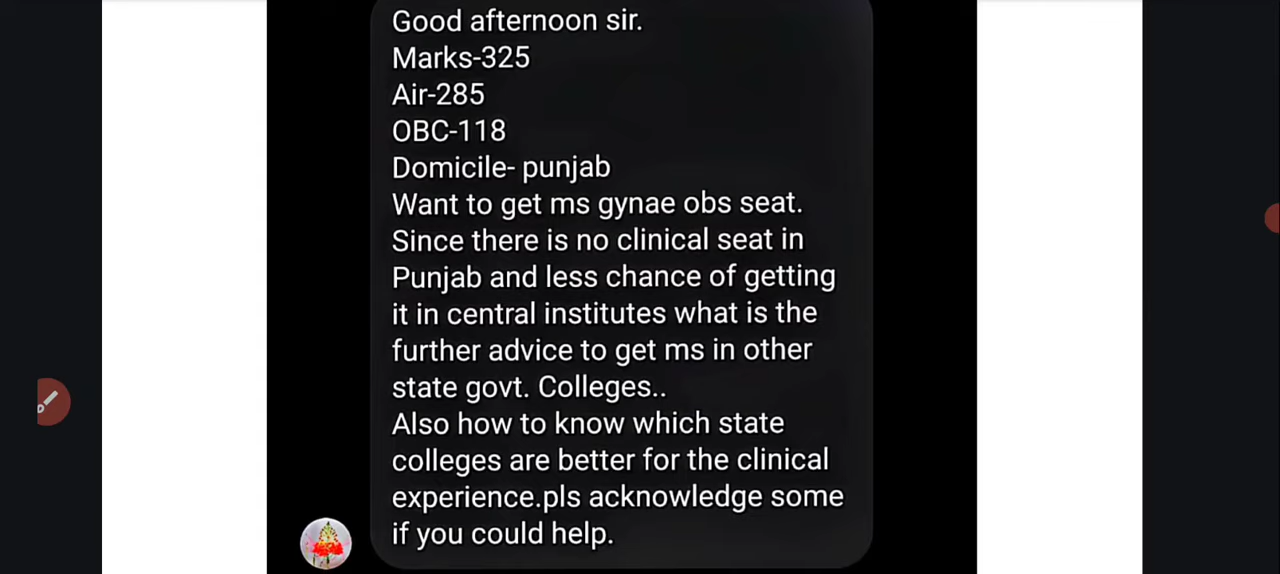 Good afternoon sir.
Marks-325
Air-285
OBC-118
Domicile- punjab
Want to get ms gynae obs seat.
Since there is no clinical seat in
Punjab and less chance of getting
it in central institutes what is the
further advice to get ms in other
state govt. Colleges..
Also how to know which state
colleges are better for the clinical
experience.pls acknowledge some
if you could help.